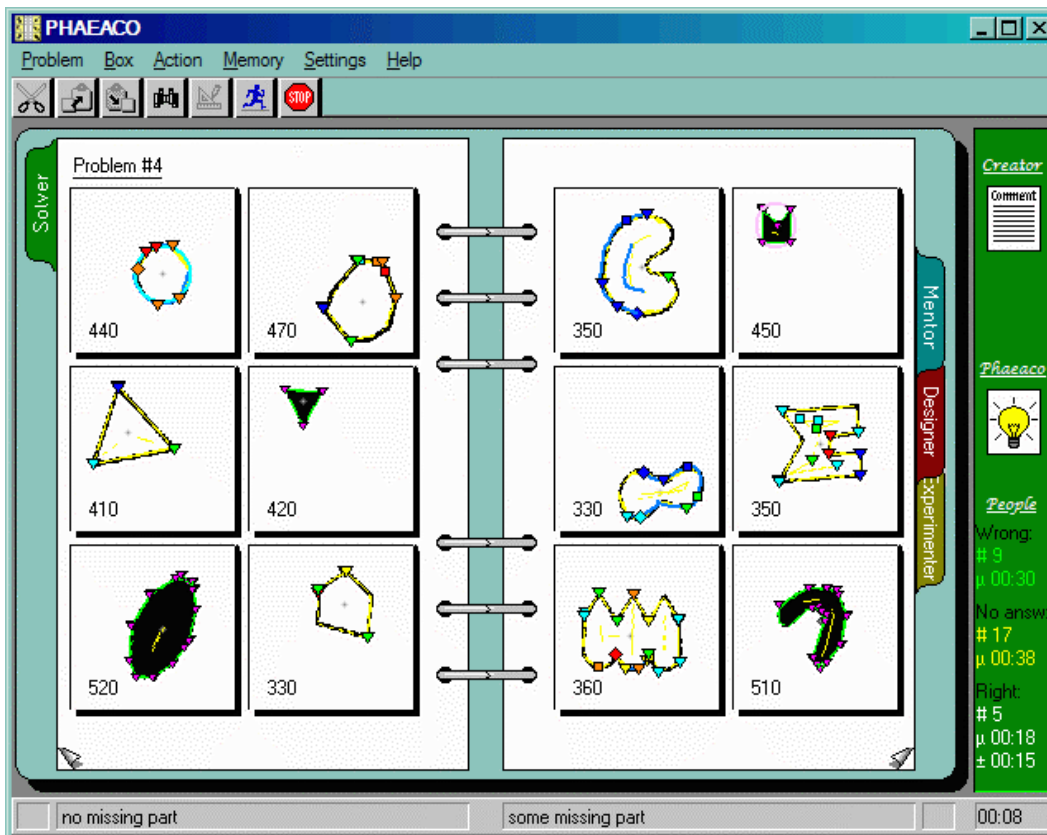 PHAEACO
Problem Box Action Memory Settings Help
STOP
Solver
Problem #4
440
470
410
420
520
330
350
450
330
350
360
510
Mentor
Designer
Experimenter
Creator
Comment
Phaeaco
People
Wrong:
# 9
µ 00:30
No answ.
# 17
µ 00:38
Right:
# 5
µ 00:18
± 00:15
no missing part
some missing part
00:08